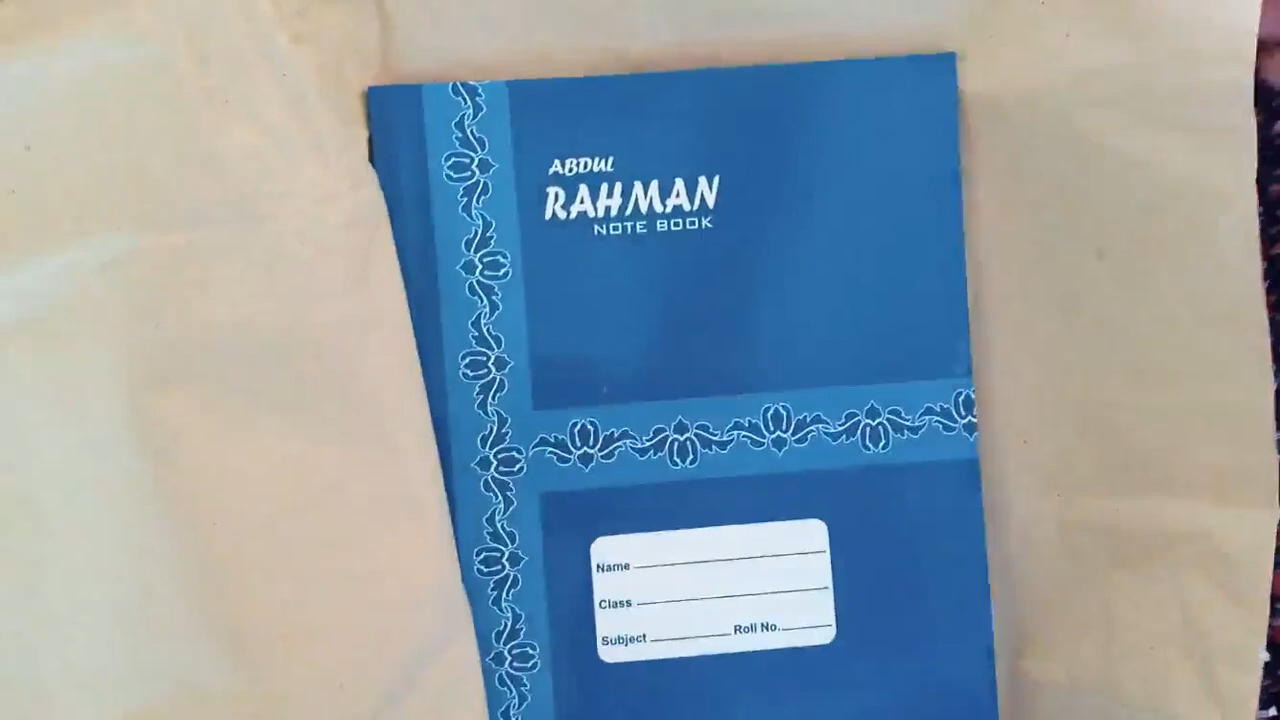 ABDUL
RAHMAN
NOTE BOOK
Name
Class
Subject Roll No.